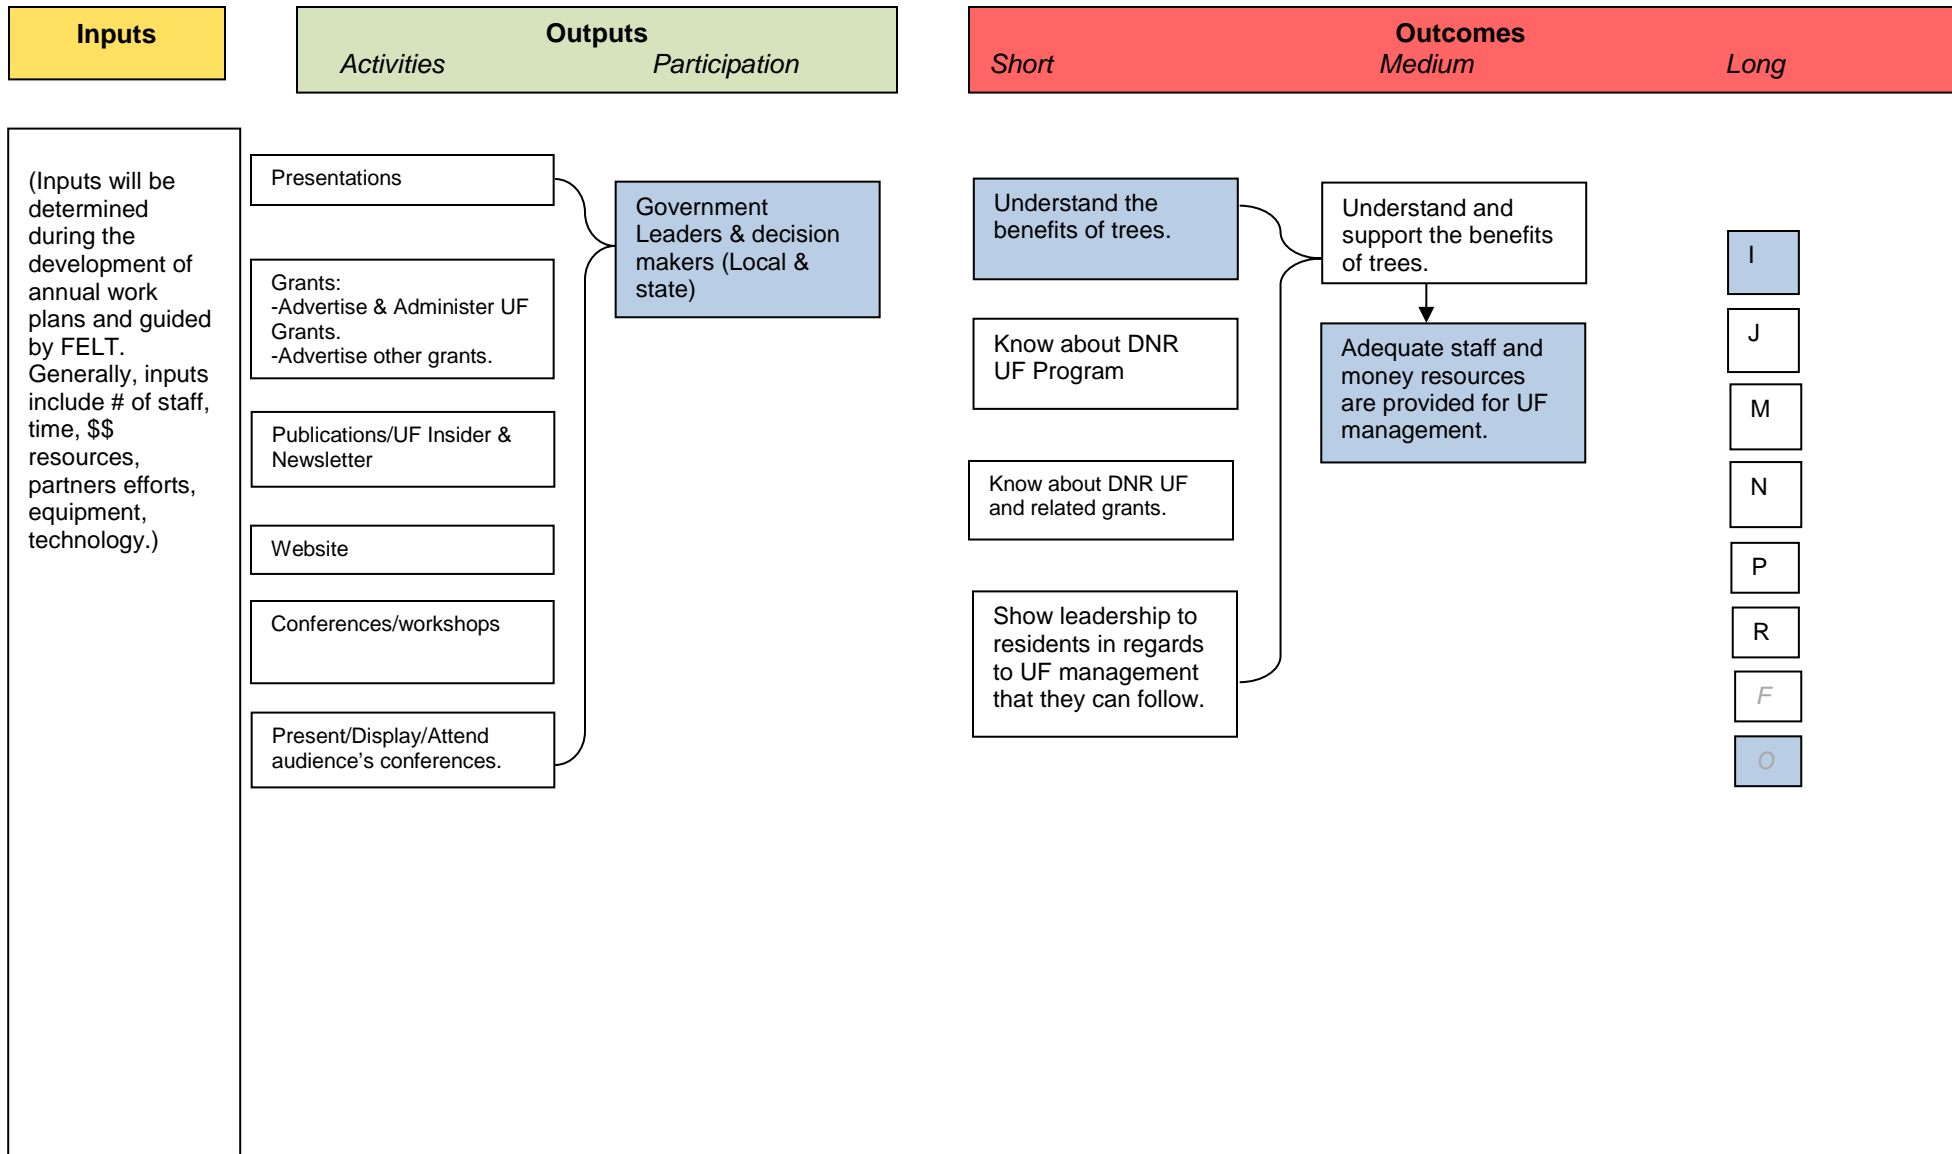 Inputs
Outputs
Activities Participation
Outcomes
Short Medium Long
(Inputs will be
determined
during the
development of
annual work
plans and guided
by FELT.
Generally, inputs
include # of staff,
time, $$
resources,
partners efforts,
equipment,
technology.)
Presentations
Grants:
-Advertise & Administer UF
Grants.
-Advertise other grants.
Publications/UF Insider &
Newsletter
Website
Conferences/workshops
Present/Display/Attend
audience’s conferences.
Government
Leaders & decision
makers (Local &
state)
Understand the
benefits of trees.
Know about DNR
UF Program
Know about DNR UF
and related grants.
Show leadership to
residents in regards
to UF management
that they can follow.
Understand and
support the benefits
of trees.
Adequate staff and
money resources
are provided for UF
management.
I
J
M
N
P
R
F
O